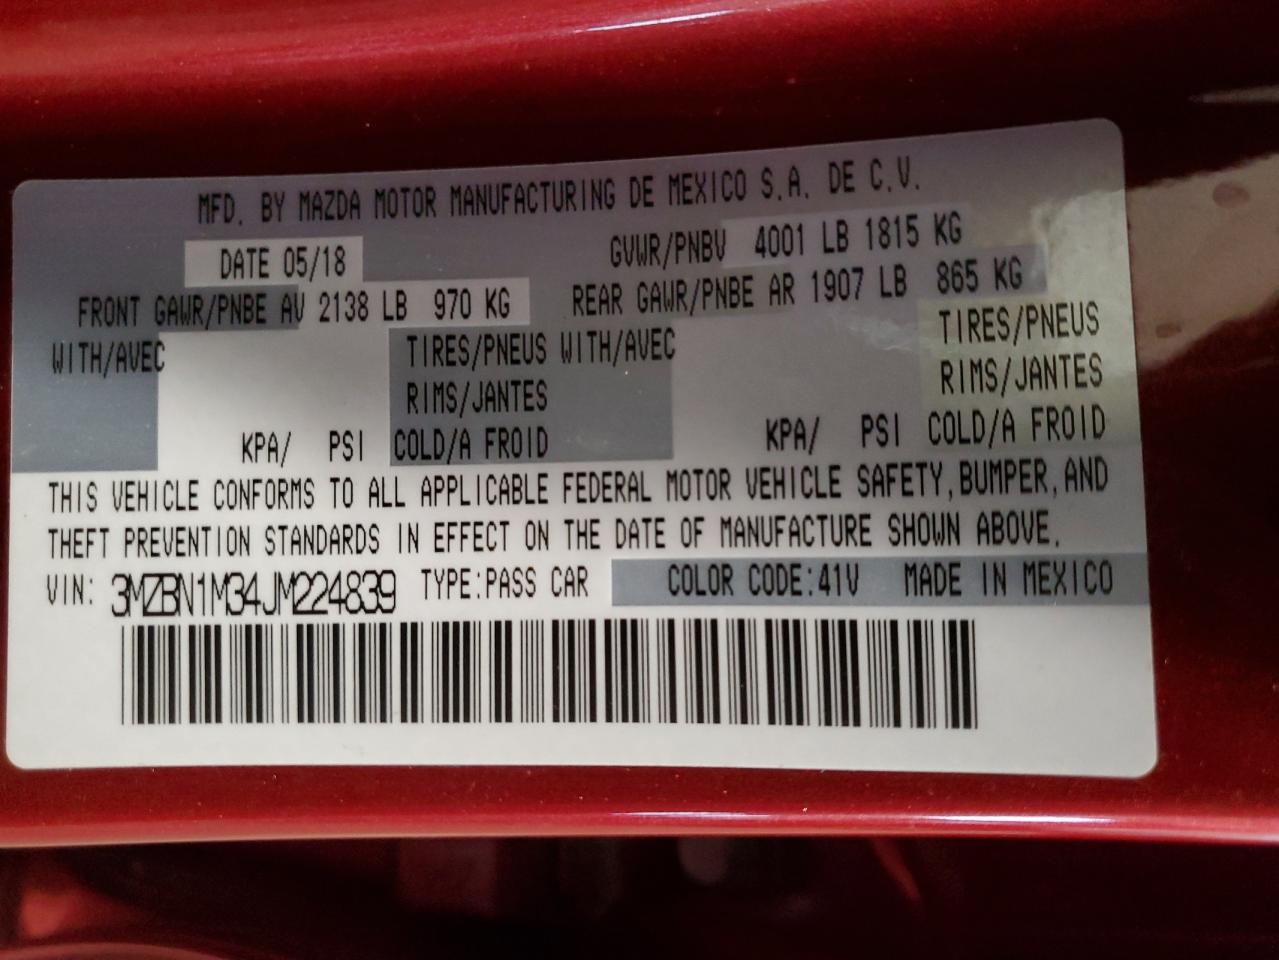 MFD. BY MAZDA MOTOR MANUFACTURING DE MEXICO S.A. DE C.V.
DATE 05/18 GVWR/PNBV 4001 LB 1815 KG
FRONT GAWR/PNBE AV 2138 LB 970 KG REAR GAWR/PNBE AR 1907 LB 865 KG
WITH/AVEC TIRES/PNEUS WITH/AVEC TIRES/PNEUS
RIMS/JANTES RIMS/JANTES
KPA/ PSI COLD/A FROID KPA/ PSI COLD/A FROID
THIS VEHICLE CONFORMS TO ALL APPLICABLE FEDERAL MOTOR VEHICLE SAFETY, BUMPER, AND
THEFT PREVENTION STANDARDS IN EFFECT ON THE DATE OF MANUFACTURE SHOWN ABOVE.
VIN: 3MZBN1M34JM224839 TYPE:PASS CAR COLOR CODE:41V MADE IN MEXICO